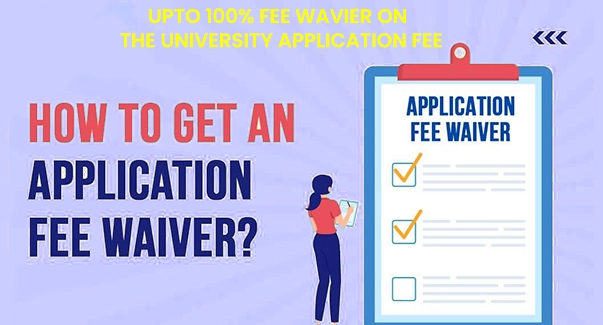 UPTO 100% FEE WAVIER ON
THE UNIVERSITY APPLICATION FEE
HOW TO GET AN
APPLICATION
FEE WAIVER?
APPLICATION
FEE WAIVER